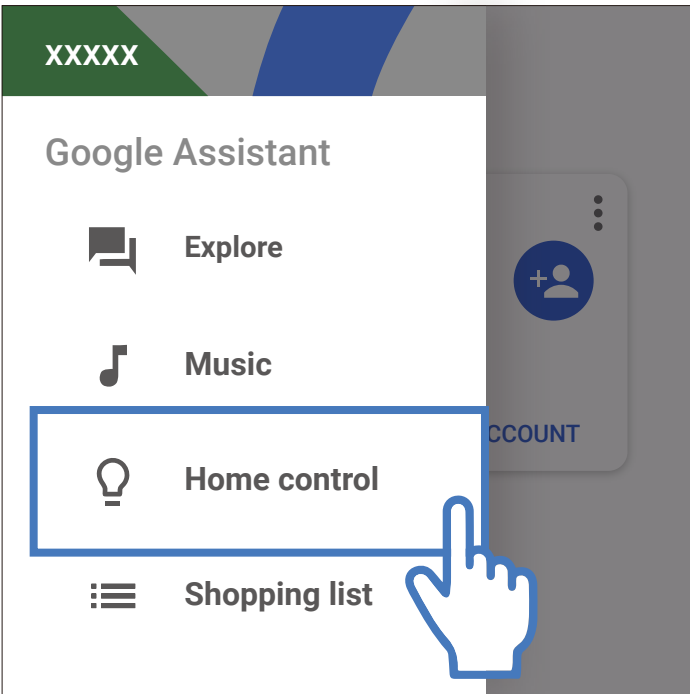 XXXXX
Google Assistant
Explore
Music
CCOUNT
Home control
Shopping list